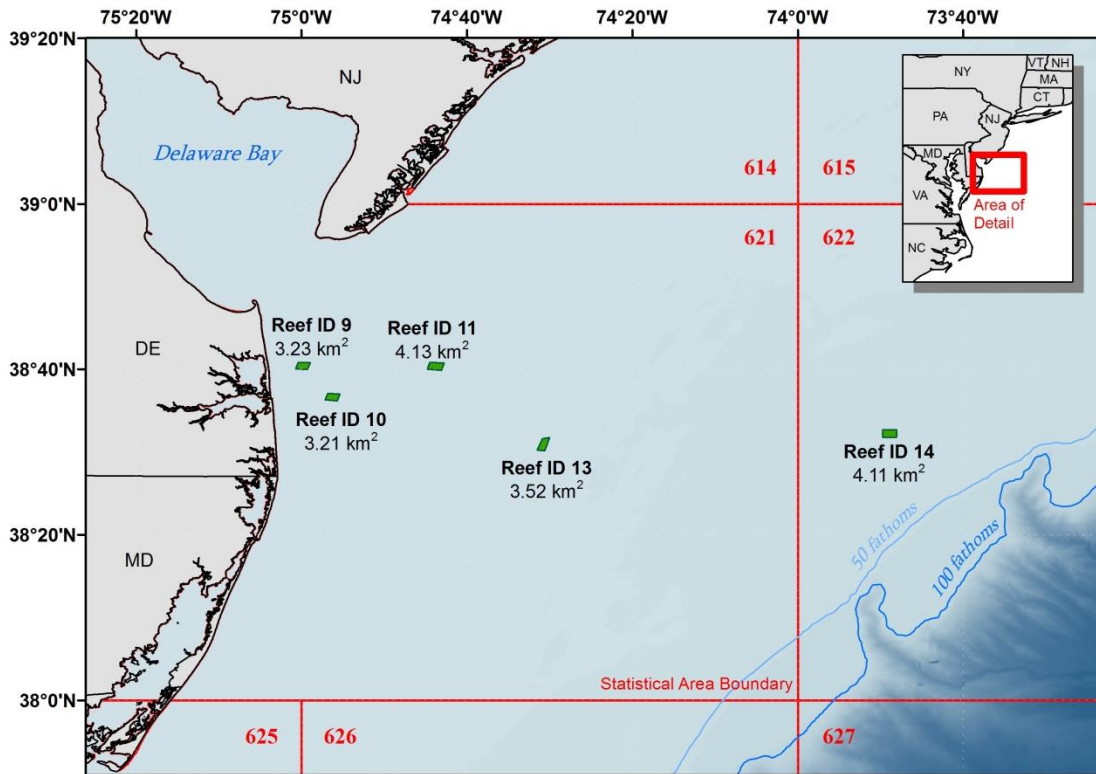 75°20'W
75°0'W
74°40'W
74°20'W
74°0'W
73°40'W
39°20'N
39°0'N
38°40'N
38°20'N
38°0'N
NJ
Delaware Bay
DE
MD
614
615
621
622
625
626
627
Reef ID 9
3.23 km²
Reef ID 11
4.13 km²
Reef ID 10
3.21 km²
Reef ID 13
3.52 km²
Reef ID 14
4.11 km²
50 fathoms
100 fathoms
Statistical Area Boundary
VT
NH
NY
MA
CT
PA
NJ
MD
VA
NC
Area of
Detail